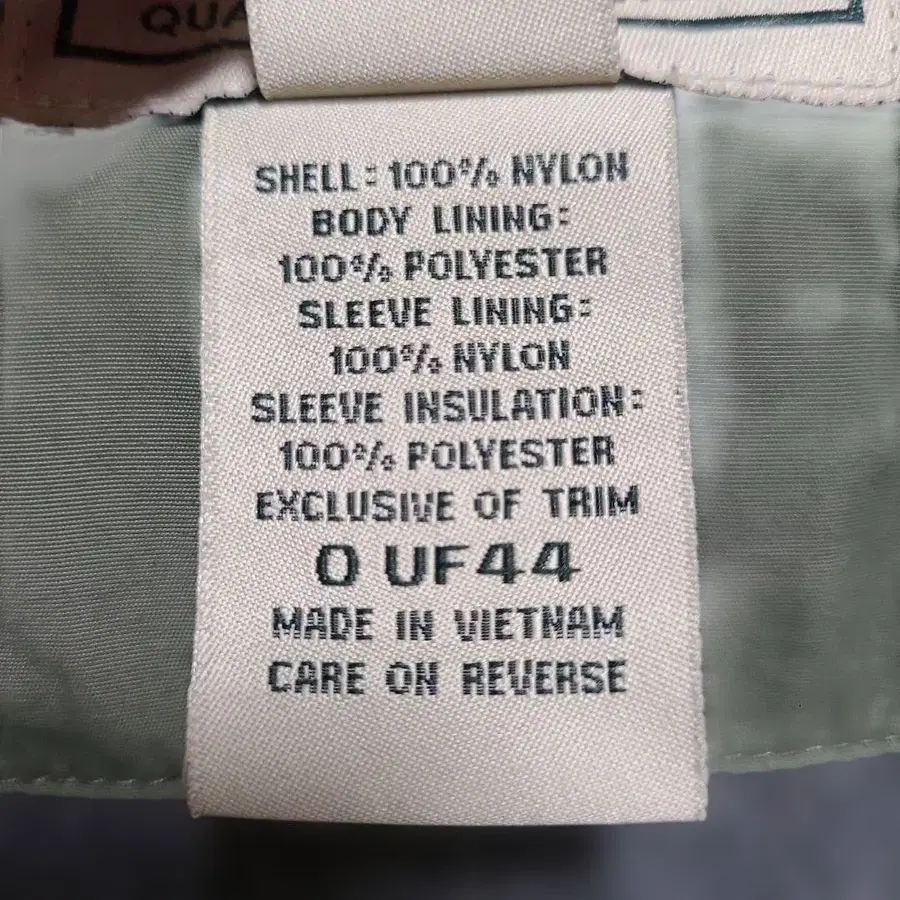 QUA
SHELL: 100% NYLON
BODY LINING:
100% POLYESTER
SLEEVE LINING:
100% NYLON
SLEEVE INSULATION:
100% POLYESTER
EXCLUSIVE OF TRIM
0 UF44
MADE IN VIETNAM
CARE ON REVERSE